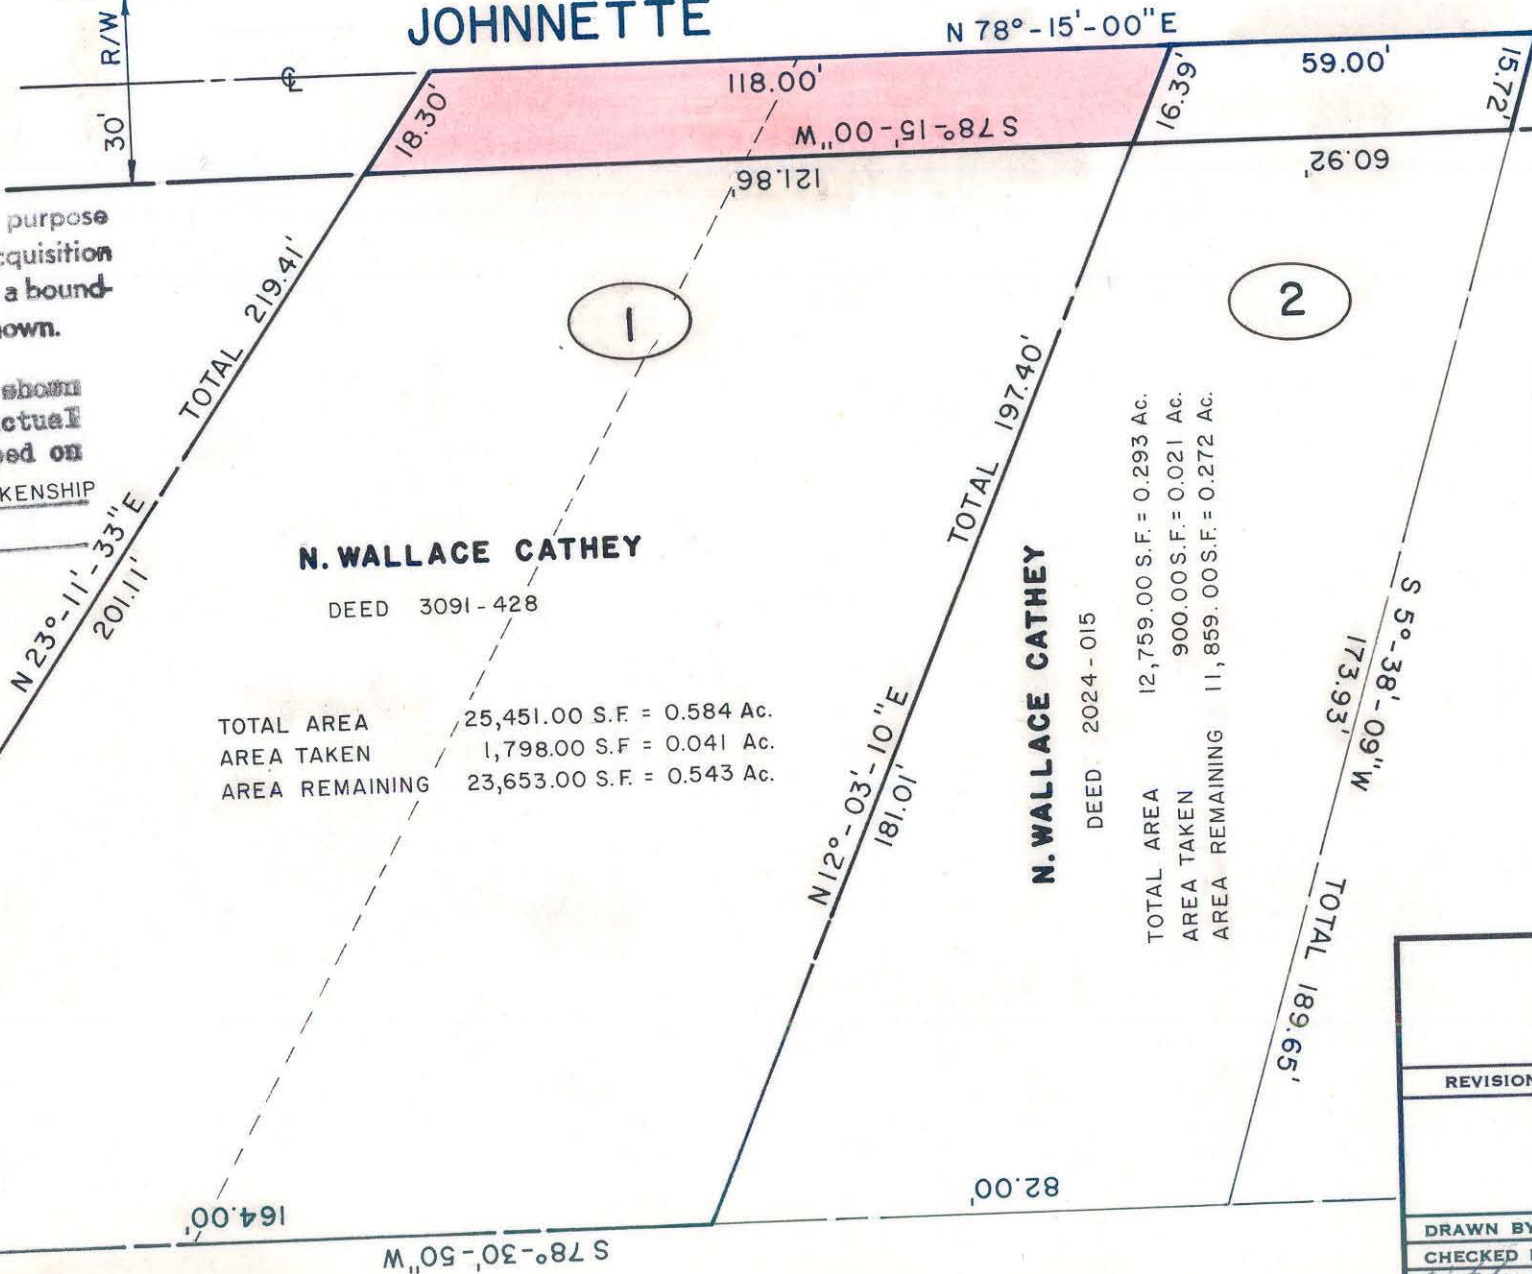 JOHNNETTE
N 78°-15'-00"E
R/W
30'
℄
18.30'
118.00'
S 78°-15'-00"W
121.86'
16.39'
59.00'
15.72'
60.92'
purpose
a bound-
shown
on
TOTAL 219.41'
N 23°-11'-33"E
201.11'
1
N. WALLACE CATHEY
DEED 3091-428
TOTAL AREA 25,451.00 S.F. = 0.584 Ac.
AREA TAKEN 1,798.00 S.F = 0.041 Ac.
AREA REMAINING 23,653.00 S.F. = 0.543 Ac.
TOTAL 197.40'
N 12°-03'-10"E
181.01'
2
N. WALLACE CATHEY
DEED 2024-015
TOTAL AREA 12,759.00 S.F. = 0.293 Ac.
AREA TAKEN 900.00 S.F. = 0.021 Ac.
AREA REMAINING 11,859.00 S.F. = 0.272 Ac.
S 5°-38'-09"W
173.93'
TOTAL 189.65'
164.00'
S 78°-30'-50"W
82.00'
REVISION
DRAWN BY
CHECKED